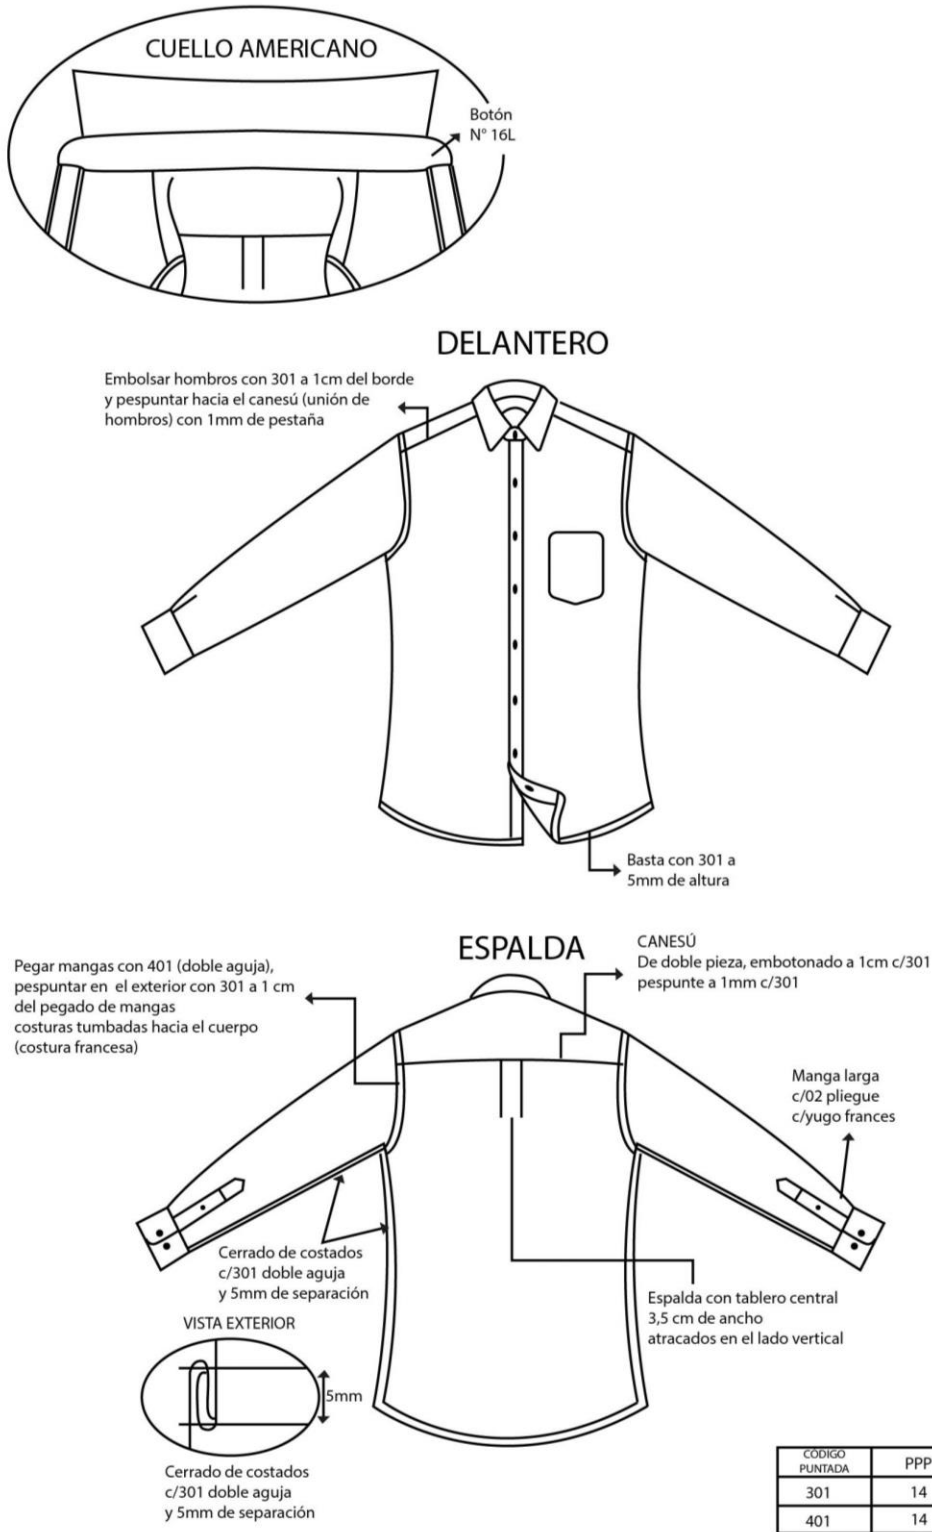 CUELLO AMERICANO
Botón
N° 16L
DELANTERO
Embolsar hombros con 301 a 1cm del borde
y pespuntar hacia el canesú (unión de
hombros) con 1mm de pestaña
Basta con 301 a
5mm de altura
ESPALDA
CANESÚ
De doble pieza, embotonado a 1cm c/301
pespunte a 1mm c/301
Pegar mangas con 401 (doble aguja),
pespuntar en el exterior con 301 a 1 cm
del pegado de mangas
costuras tumbadas hacia el cuerpo
(costura francesa)
Manga larga
c/02 pliegue
c/yugo frances
Cerrado de costados
c/301 doble aguja
y 5mm de separación
Espalda con tablero central
3,5 cm de ancho
atracados en el lado vertical
VISTA EXTERIOR
5mm
Cerrado de costados
c/301 doble aguja
y 5mm de separación
CÓDIGO
PUNTADA PPP
301 14
401 14